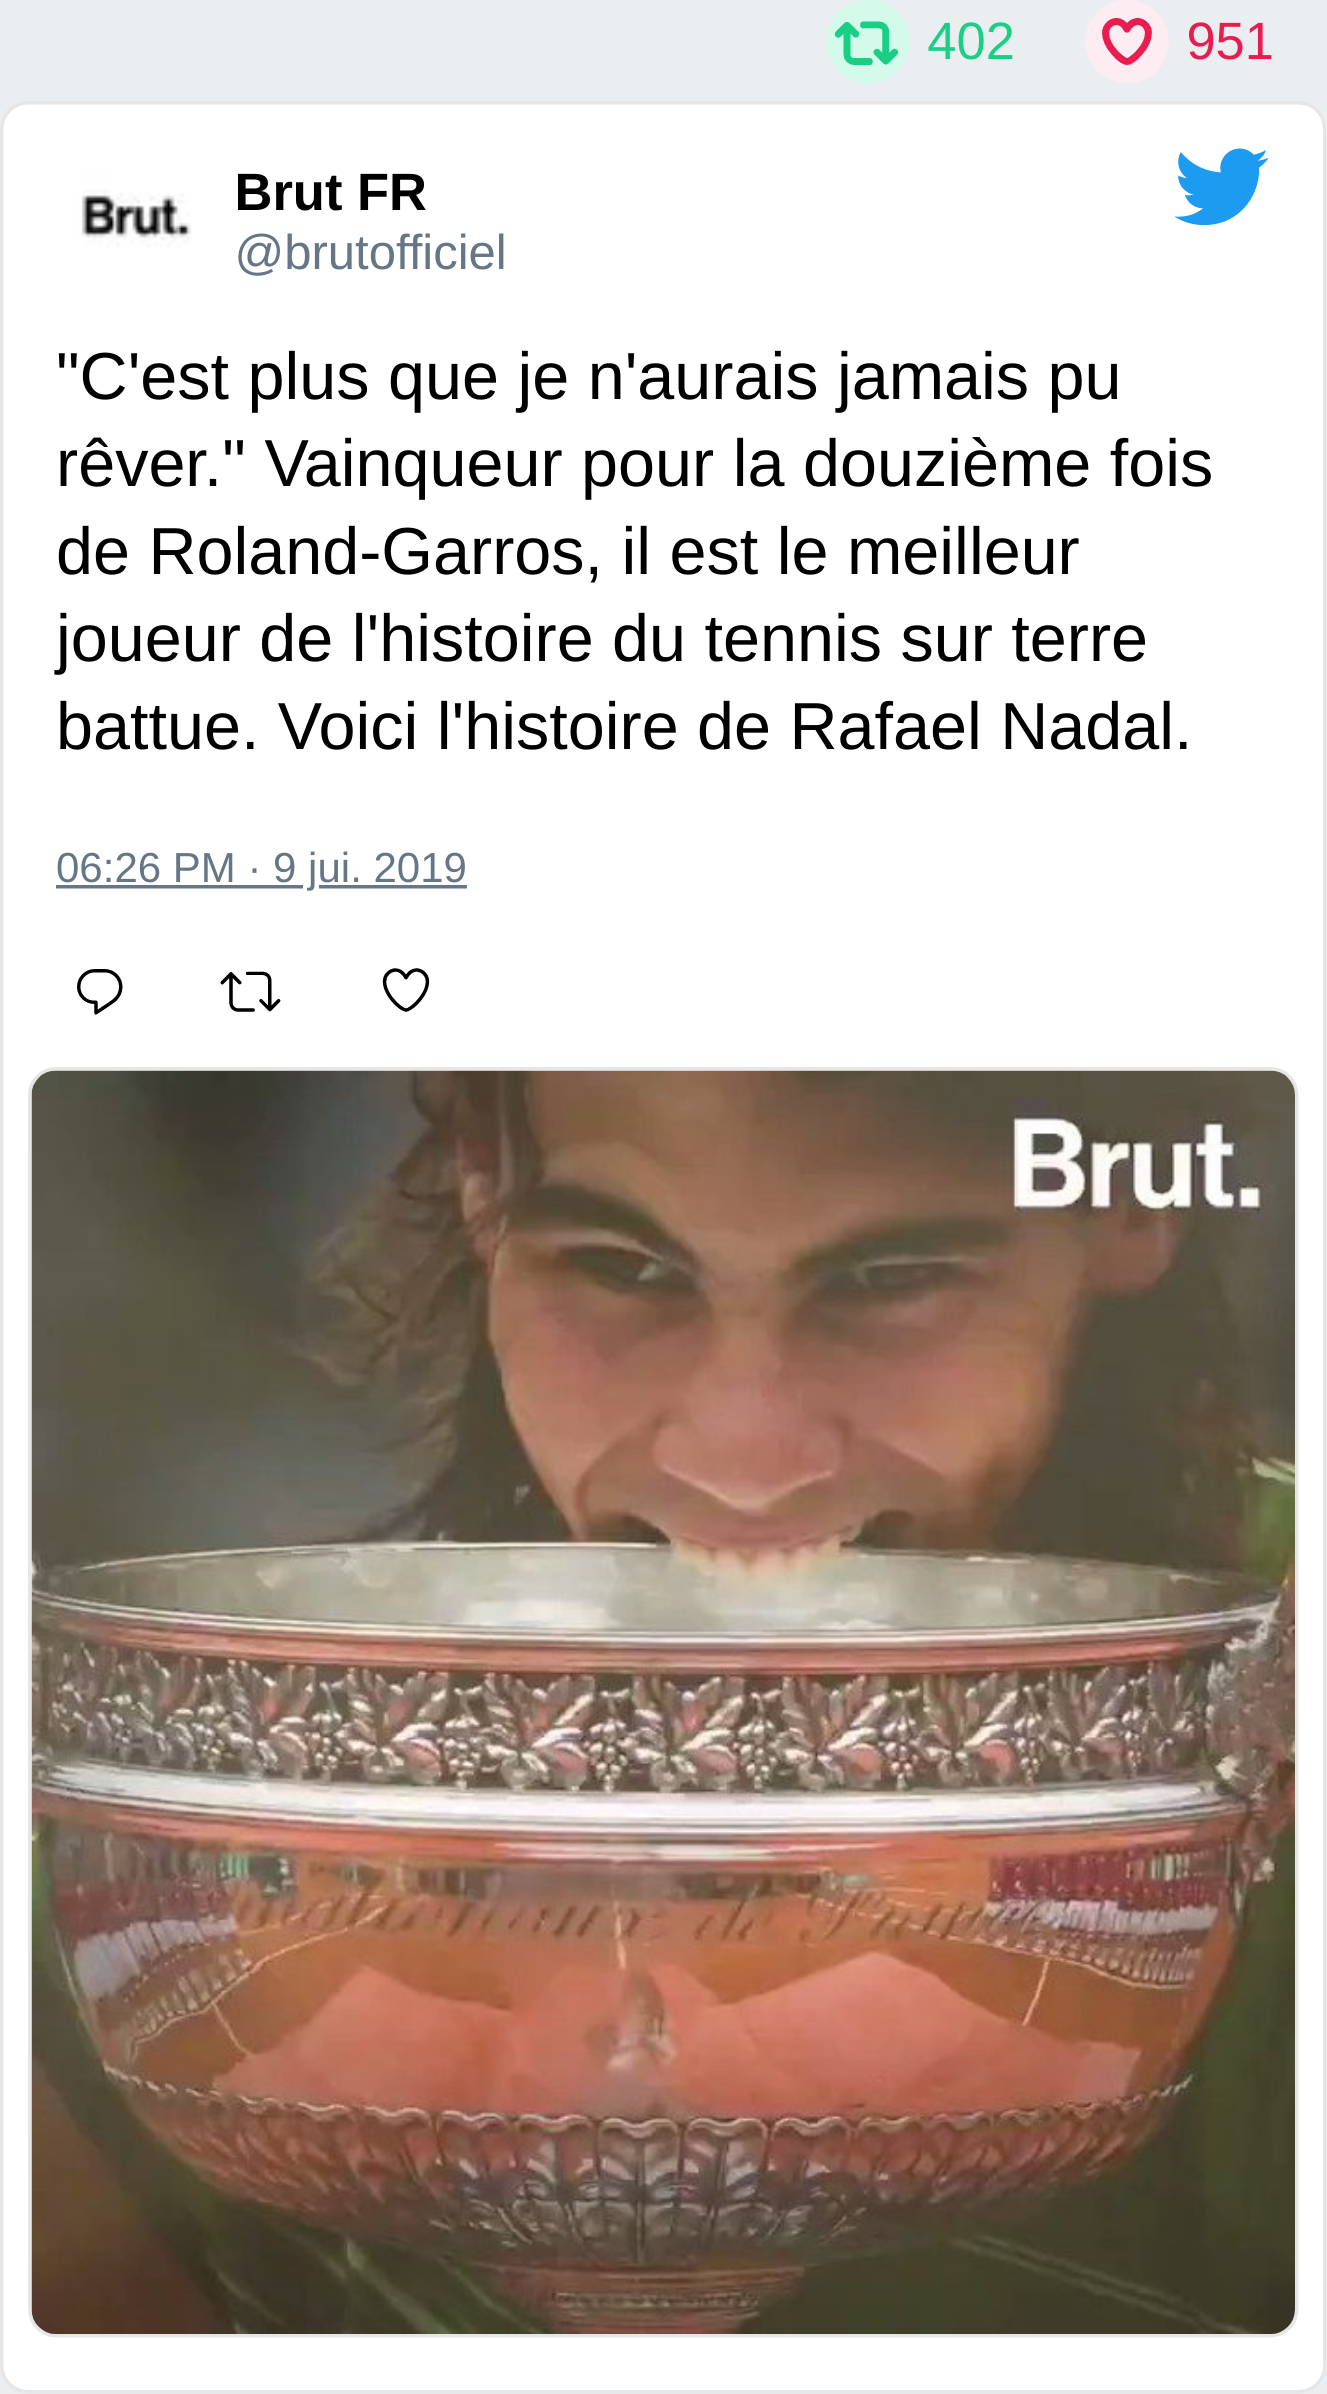 402 951
Brut.
Brut FR
@brutofficiel
"C'est plus que je n'aurais jamais pu
rêver." Vainqueur pour la douzième fois
de Roland-Garros, il est le meilleur
joueur de l'histoire du tennis sur terre
battue. Voici l'histoire de Rafael Nadal.
06:26 PM · 9 jui. 2019
Brut.